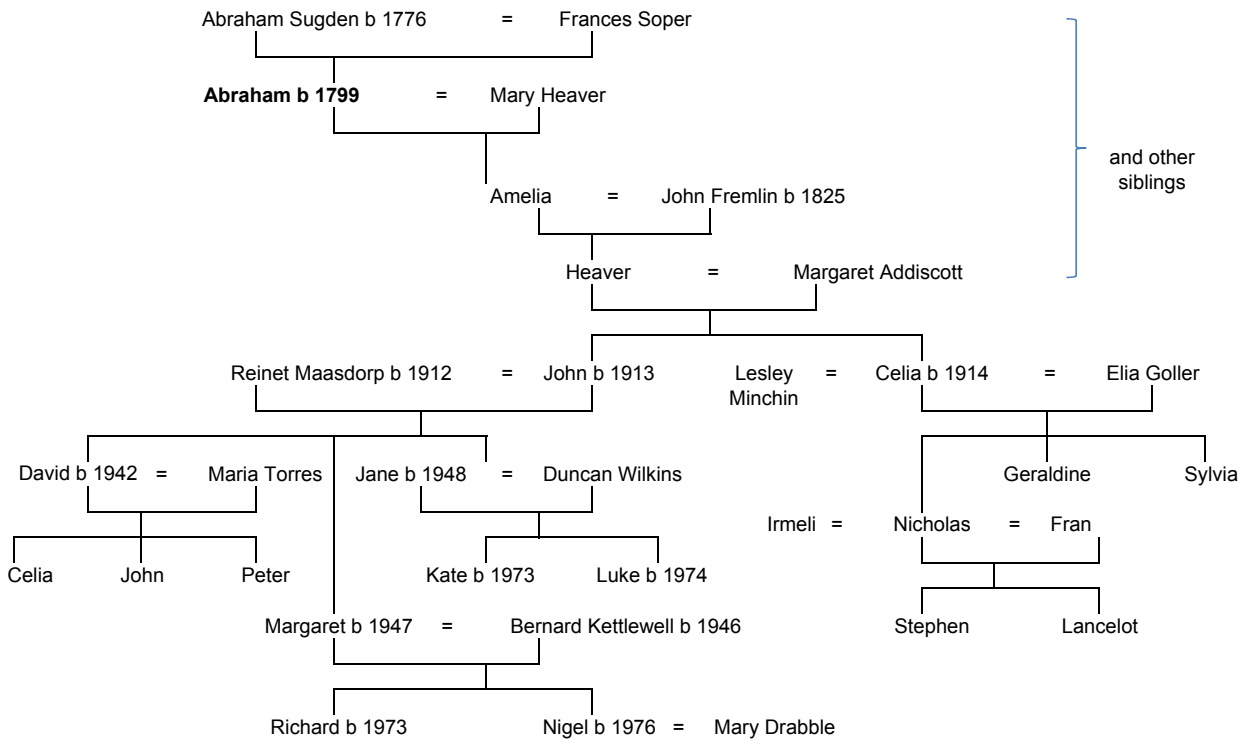 Abraham Sugden b 1776 = Frances Soper
Abraham b 1799 = Mary Heaver
and other
siblings
Amelia = John Fremlin b 1825
Heaver = Margaret Addiscott
Reinet Maasdorp b 1912 = John b 1913 Lesley = Celia b 1914 = Elia Goller
Minchin
David b 1942 = Maria Torres Jane b 1948 = Duncan Wilkins Geraldine Sylvia
Irmeli = Nicholas = Fran
Celia John Peter Kate b 1973 Luke b 1974
Margaret b 1947 = Bernard Kettlewell b 1946 Stephen Lancelot
Richard b 1973 Nigel b 1976 = Mary Drabble